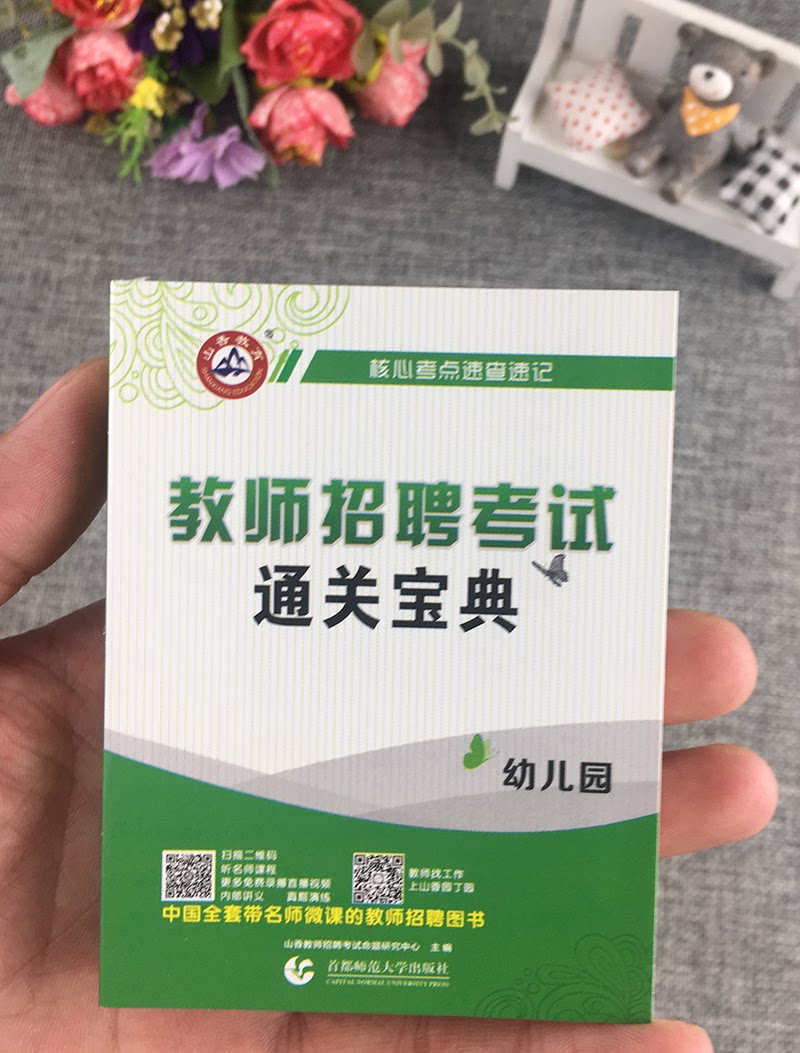 山香教育
SHANXIANG EDUCATION
核心考点速查速记
教师招聘考试
通关宝典
幼儿园
扫描二维码
听名师课程
更多免费录播直播视频
内部讲义 真题演练
教师找工作
上山香园丁园
中国全套带名师微课的教师招聘图书
山香教师招聘考试命题研究中心 主编
首都师范大学出版社
CAPITAL NORMAL UNIVERSITY PRESS